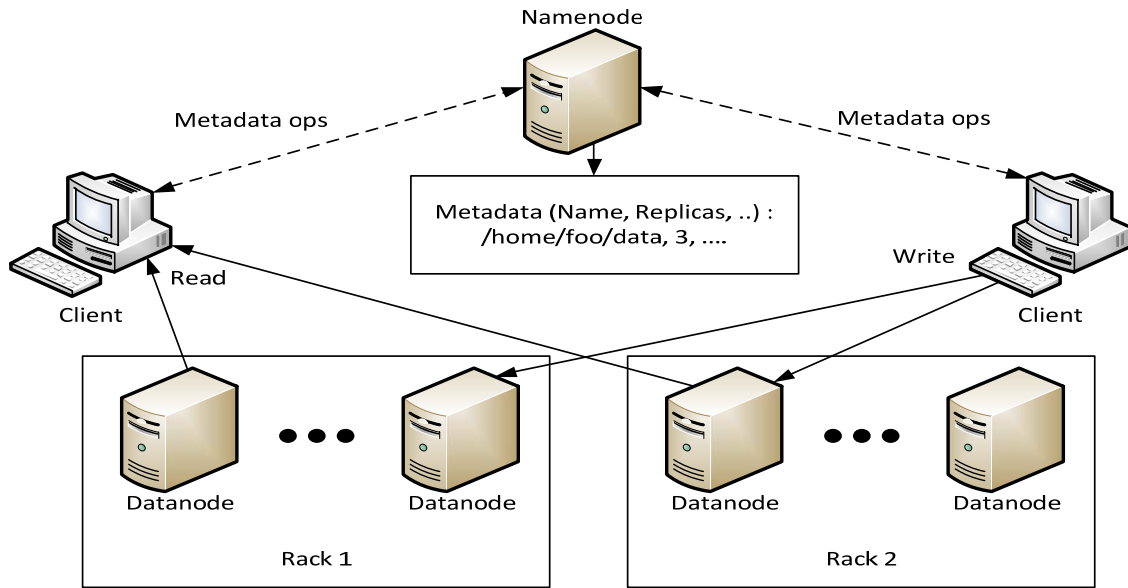 Namenode
Metadata ops
Metadata ops
Metadata (Name, Replicas, ..) :
/home/foo/data, 3, ....
Read
Write
Client
Client
Datanode
Datanode
Datanode
Datanode
Rack 1
Rack 2